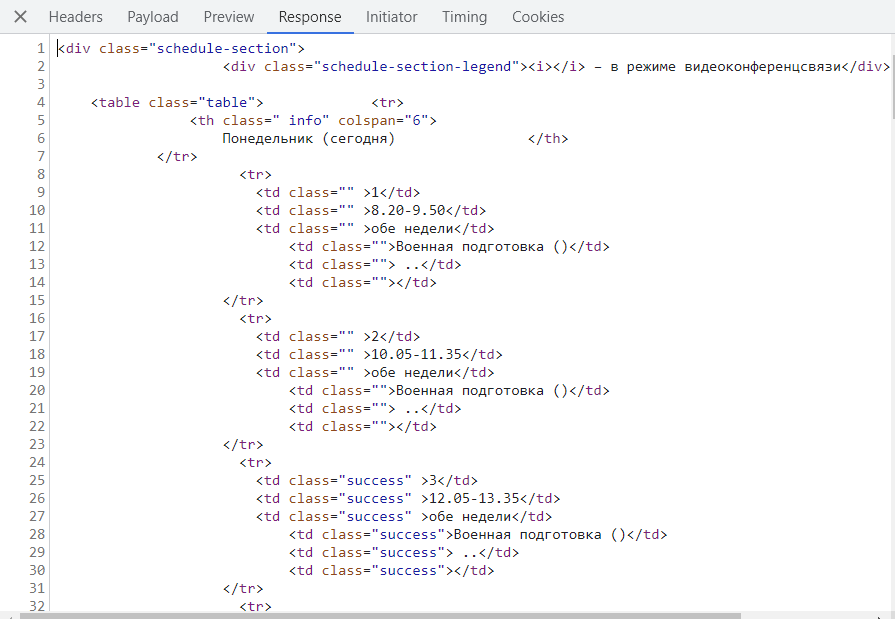 Headers Payload Preview Response Initiator Timing Cookies
1 <div class="schedule-section">
2 <div class="schedule-section-legend"><i></i> – в режиме видеоконференцсвязи</div>
3
4 <table class="table"> <tr>
5 <th class=" info" colspan="6">
6 Понедельник (сегодня) </th>
7 </tr>
8 <tr>
9 <td class="" >1</td>
10 <td class="" >8.20-9.50</td>
11 <td class="" >обе недели</td>
12 <td class="">Военная подготовка ()</td>
13 <td class=""> ..</td>
14 <td class=""></td>
15 </tr>
16 <tr>
17 <td class="" >2</td>
18 <td class="" >10.05-11.35</td>
19 <td class="" >обе недели</td>
20 <td class="">Военная подготовка ()</td>
21 <td class=""> ..</td>
22 <td class=""></td>
23 </tr>
24 <tr>
25 <td class="success" >3</td>
26 <td class="success" >12.05-13.35</td>
27 <td class="success" >обе недели</td>
28 <td class="success">Военная подготовка ()</td>
29 <td class="success"> ..</td>
30 <td class="success"></td>
31 </tr>
32 <tr>